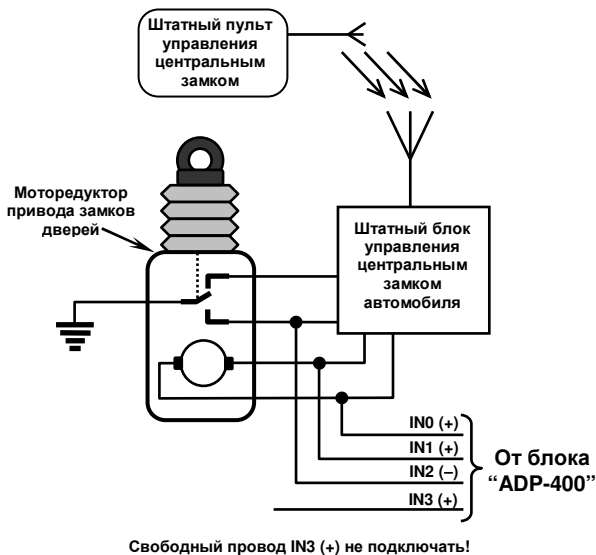 Штатный пульт
управления
центральным
замком
Моторедуктор
привода замков
дверей
Штатный блок
управления
центральным
замком
автомобиля
IN0 (+)
IN1 (+)
IN2 (–)
IN3 (+)
От блока
“ADP-400”
Свободный провод IN3 (+) не подключать!